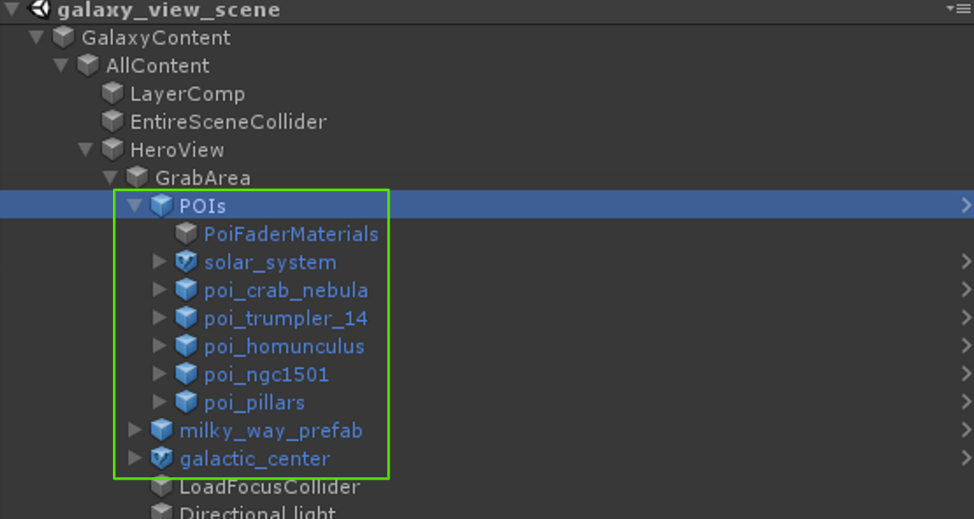 galaxy_view_scene
GalaxyContent
AllContent
LayerComp
EntireSceneCollider
HeroView
GrabArea
POIs
PoiFaderMaterials
solar_system
poi_crab_nebula
poi_trumpler_14
poi_homunculus
poi_ngc1501
poi_pillars
milky_way_prefab
galactic_center
LoadFocusCollider
Directional light